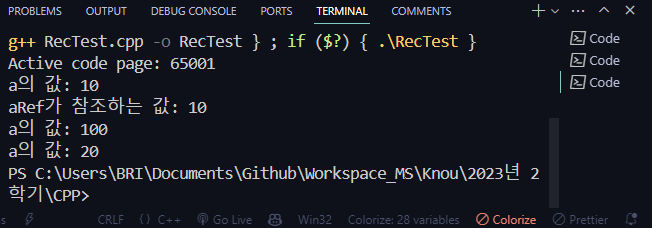 PROBLEMS OUTPUT DEBUG CONSOLE PORTS TERMINAL COMMENTS
g++ RecTest.cpp -o RecTest } ; if ($?) { .\RecTest }
Active code page: 65001
a의 값: 10
aRef가 참조하는 값: 10
a의 값: 100
a의 값: 20
PS C:\Users\BRI\Documents\Github\Workspace_MS\Knou\2023년 2
학기\CPP>
Code
Code
Code
CRLF {} C++ Go Live Win32 Colorize: 28 variables Colorize Prettier